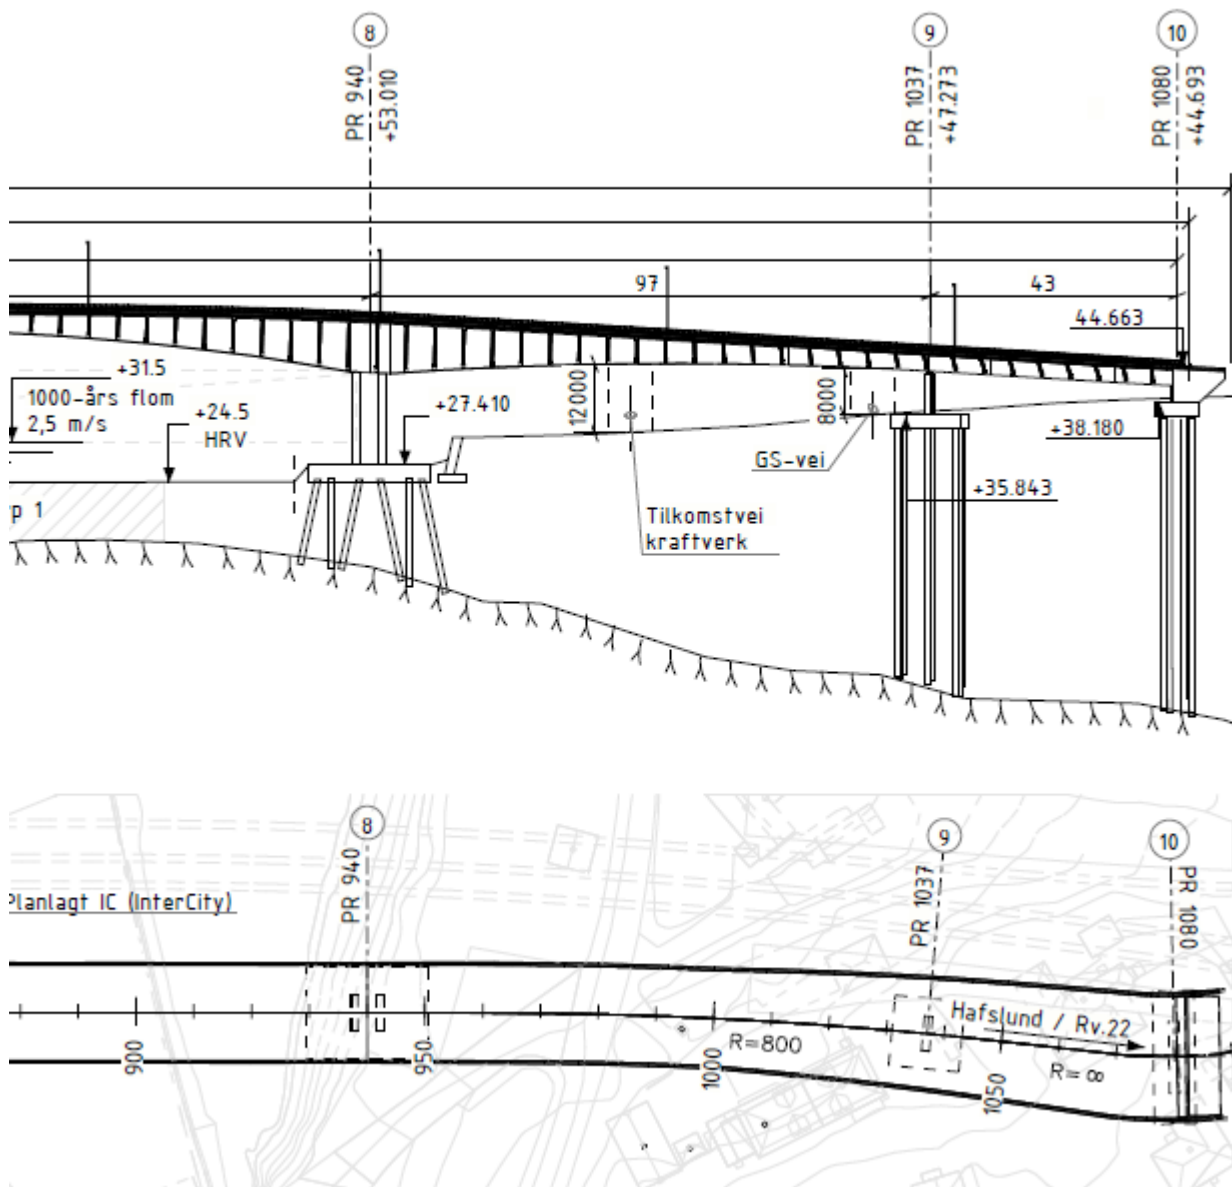 8
9
10
PR 940
+53.010
PR 1037
+47.273
PR 1080
+44.693
97
43
44.663
+31.5
1000-års flom
2,5 m/s
+24.5
HRV
+27.410
12000
8000
+38.180
GS-vei
+35.843
p 1
Tilkomstvei
kraftverk
8
9
10
PR 940
PR 1037
PR 1080
Planlagt IC (InterCity)
Hafslund / Rv.22
R=800
R=∞
900
950
1000
1050